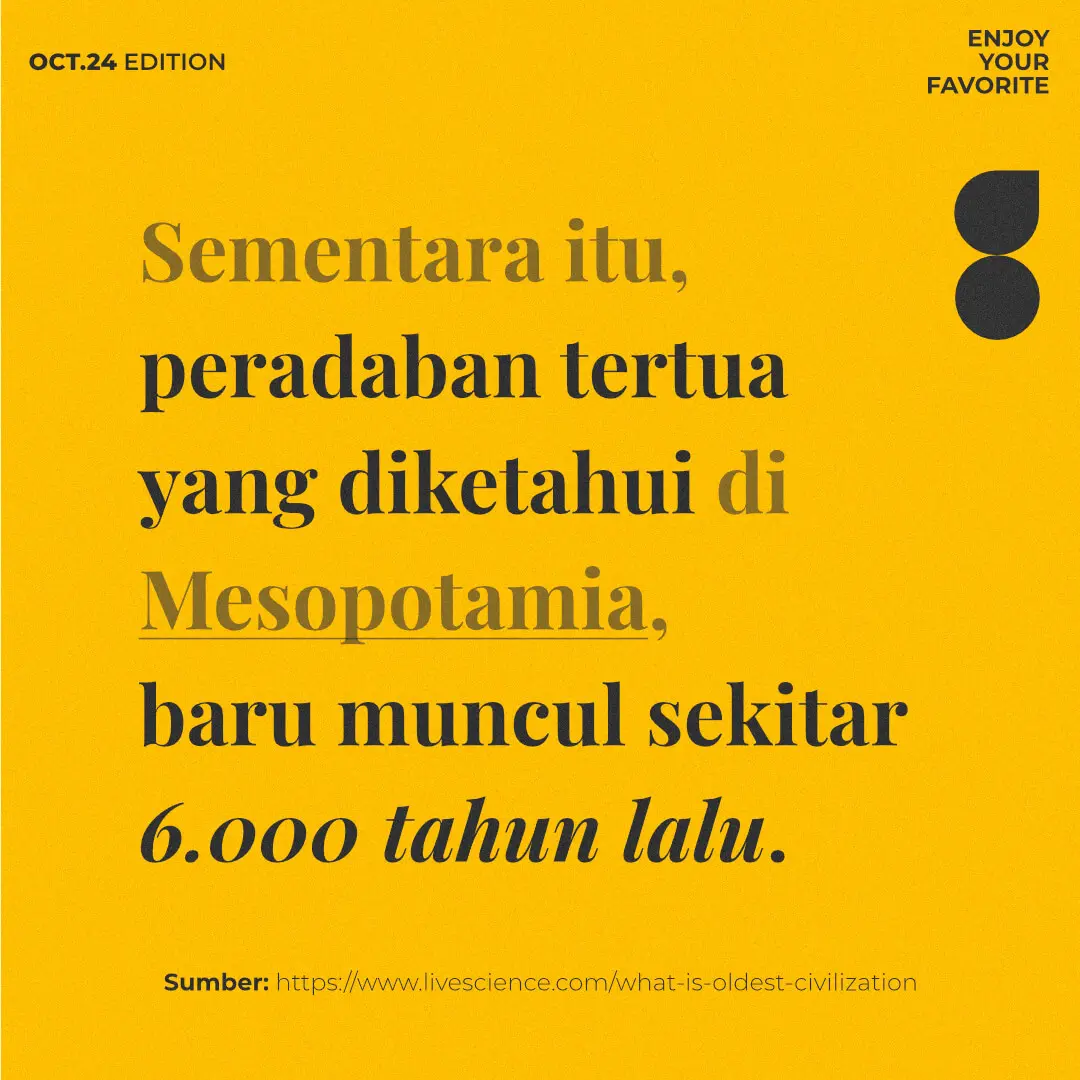 OCT.24 EDITION
ENJOY
YOUR
FAVORITE
Sementara itu,
peradaban tertua
yang diketahui di
Mesopotamia,
baru muncul sekitar
6.000 tahun lalu.
Sumber: https://www.livescience.com/what-is-oldest-civilization